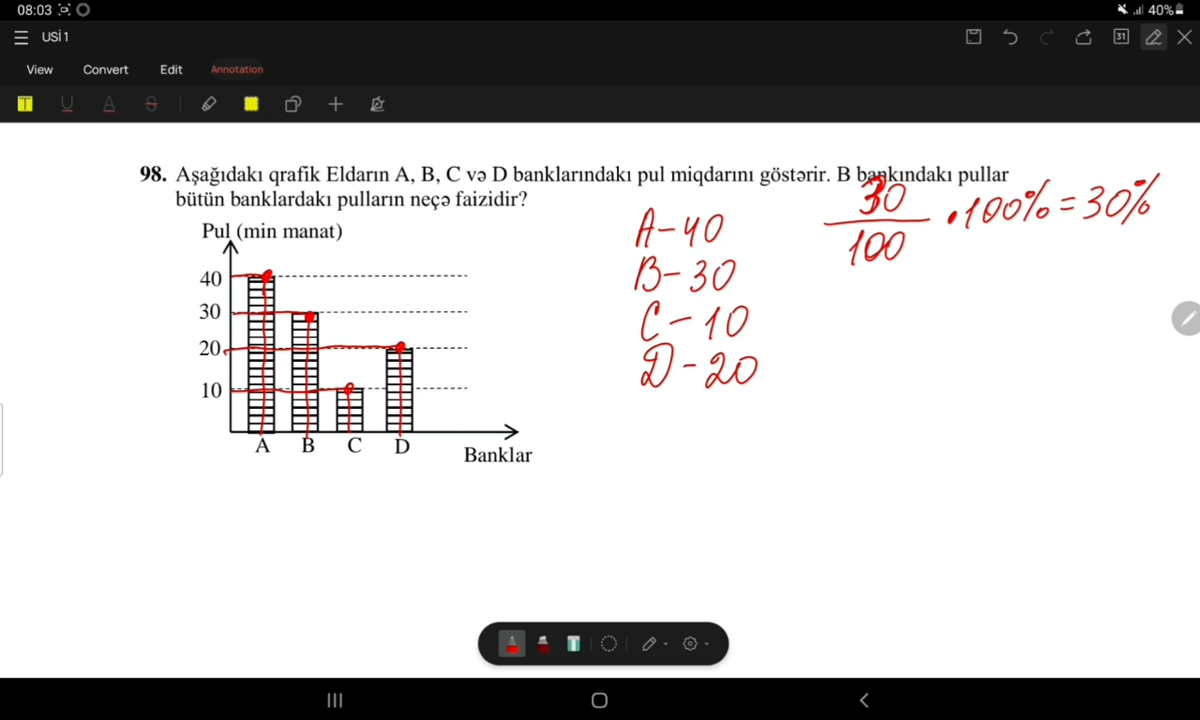 08:03 40%
USİ 1
View Convert Edit Annotation
T U A S
98. Aşağıdakı qrafik Eldarın A, B, C və D banklarındakı pul miqdarını göstərir. B bankındakı pullar
bütün banklardakı pulların neçə faizidir?
Pul (min manat)
40
30
20
10
A B C D
Banklar
A-40
B-30
C-10
D-20
30/100 · 100% = 30%
31